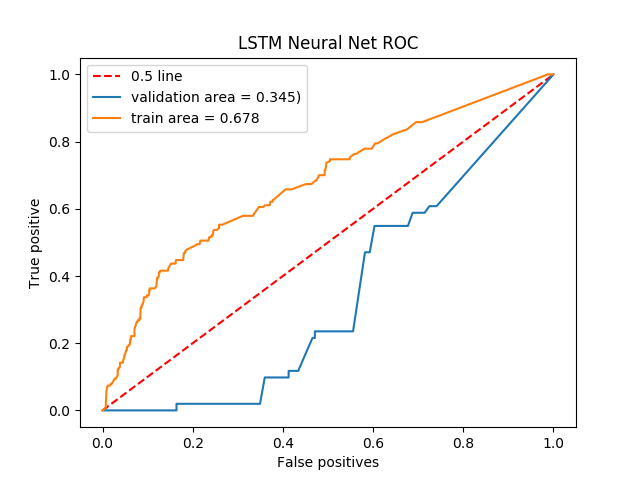 LSTM Neural Net ROC
0.5 line
validation area = 0.345)
train area = 0.678
1.0
0.8
0.6
0.4
0.2
0.0
True positive
0.0 0.2 0.4 0.6 0.8 1.0
False positives